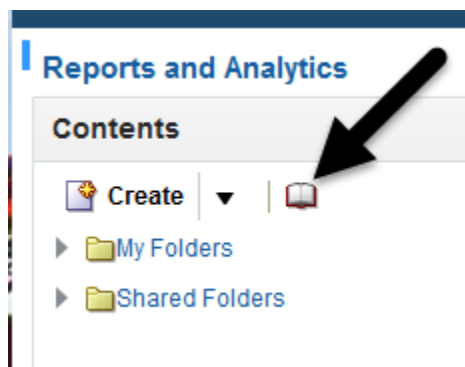 Reports and Analytics
Contents
Create
My Folders
Shared Folders